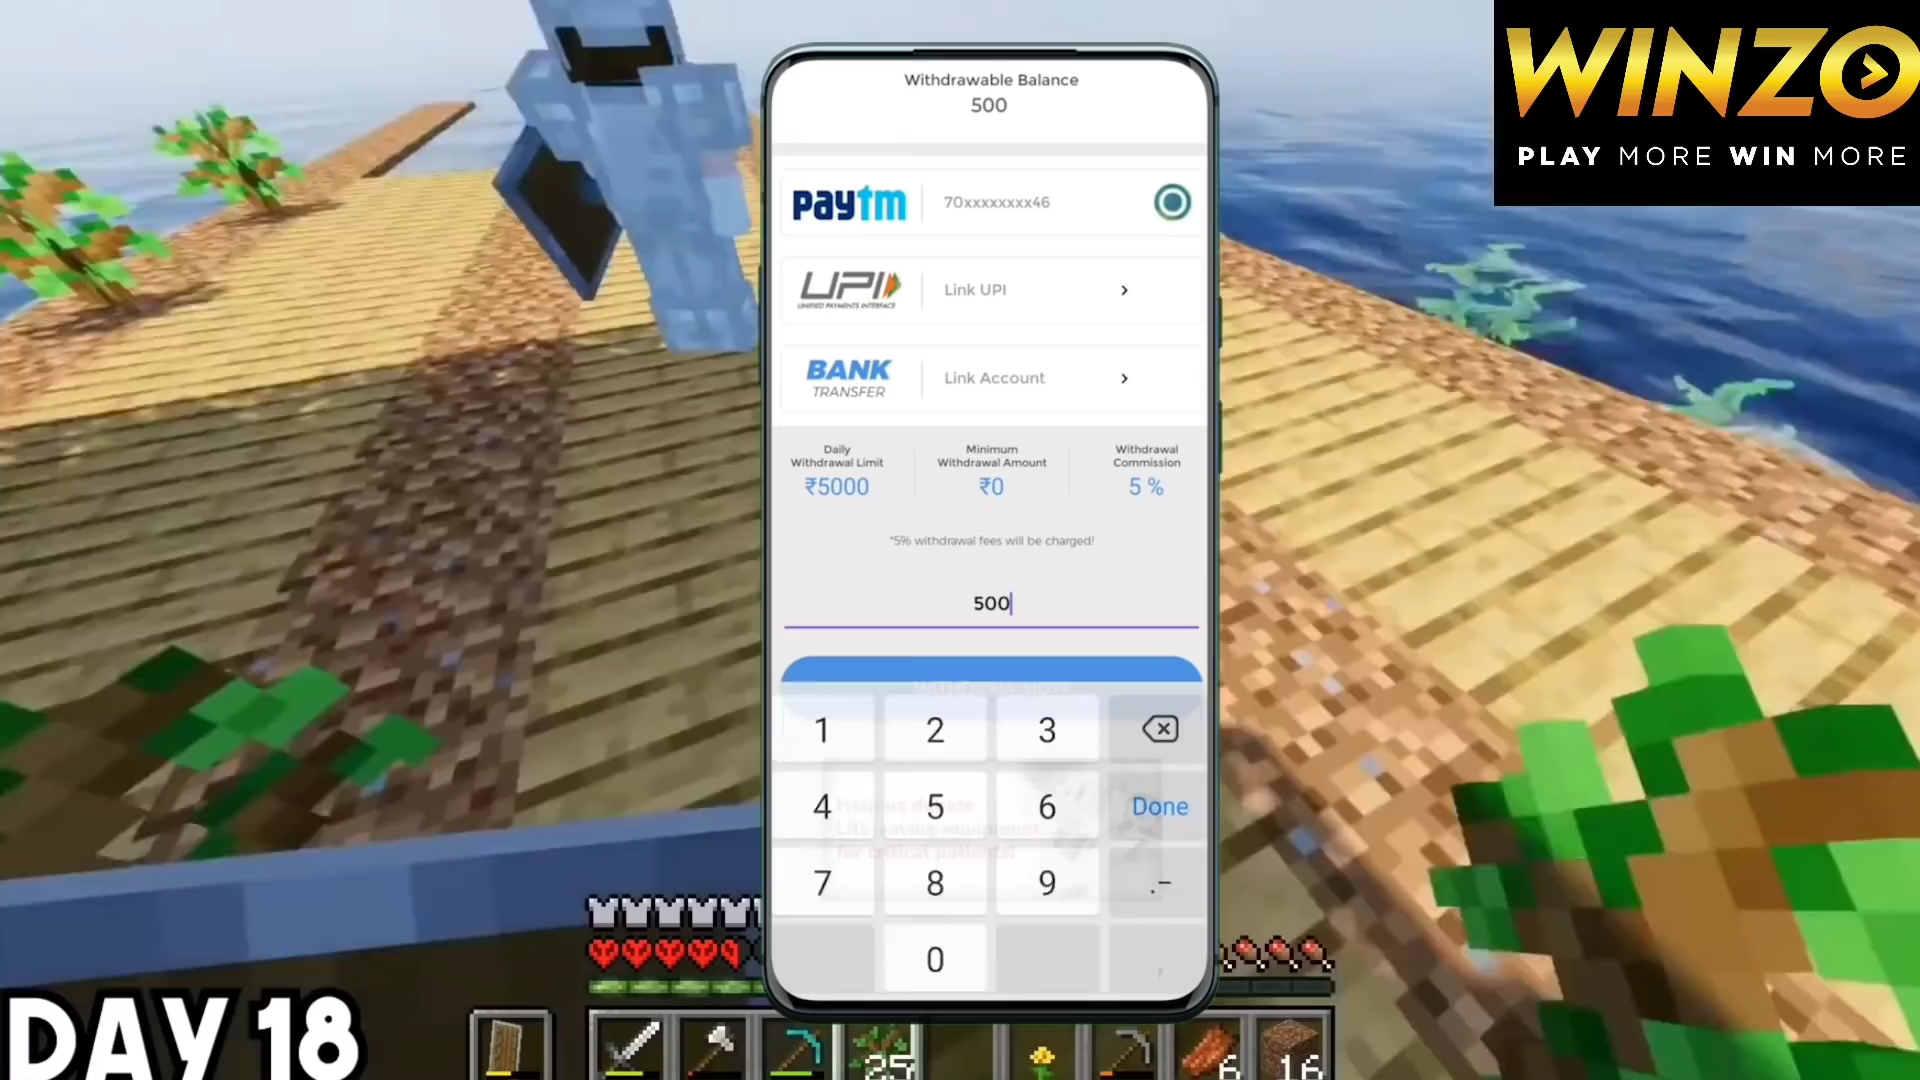 WINZO
PLAY MORE WIN MORE
Withdrawable Balance
500
paytm
70xxxxxxxx46
UPI
UNIFIED PAYMENTS INTERFACE
Link UPI
BANK
TRANSFER
Link Account
Daily
Withdrawal Limit
₹5000
Minimum
Withdrawal Amount
₹0
Withdrawal
Commission
5 %
*5% withdrawal fees will be charged!
500
1 2 3
4 5 6 Done
7 8 9 .–
0
DAY 18
25
6
16